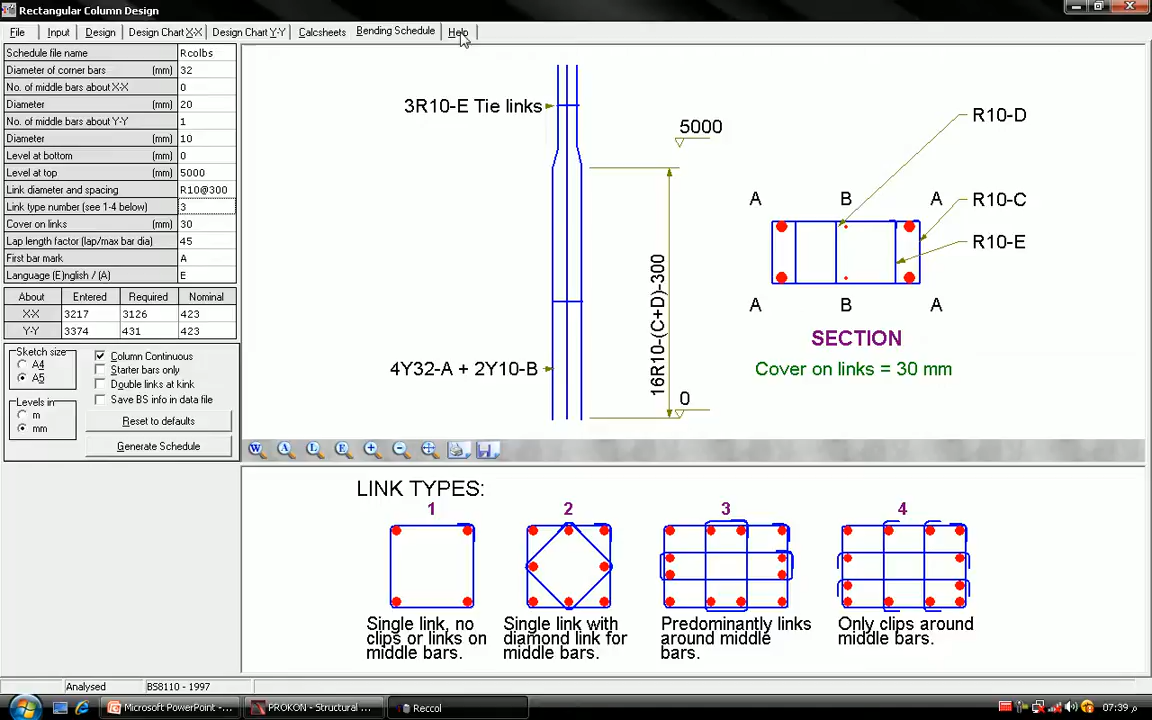 Rectangular Column Design
File Input Design Design Chart X-X Design Chart Y-Y Calcsheets Bending Schedule Help
Schedule file name Rcolbs
Diameter of corner bars (mm) 32
No. of middle bars about X-X 0
Diameter (mm) 20
No. of middle bars about Y-Y 1
Diameter (mm) 10
Level at bottom (mm) 0
Level at top (mm) 5000
Link diameter and spacing R10@300
Link type number (see 1-4 below) 3
Cover on links (mm) 30
Lap length factor (lap/max bar dia) 45
First bar mark A
Language (E)nglish / (A) E
About Entered Required Nominal
X-X 3217 3126 423
Y-Y 3374 431 423
Sketch size
A4
A5
Levels in
m
mm
Column Continuous
Starter bars only
Double links at kink
Save BS info in data file
Reset to defaults
Generate Schedule
3R10-E Tie links
5000
16R10-(C+D)-300
4Y32-A + 2Y10-B
0
R10-D
A B A
R10-C
R10-E
A B A
SECTION
Cover on links = 30 mm
W A L E
LINK TYPES:
1 2 3 4
Single link, no
clips or links on
middle bars.
Single link with
diamond link for
middle bars.
Predominantly links
around middle
bars.
Only clips around
middle bars.
Analysed BS8110 - 1997
Microsoft PowerPoint -... PROKON - Structural ... Reccol
07:39 م